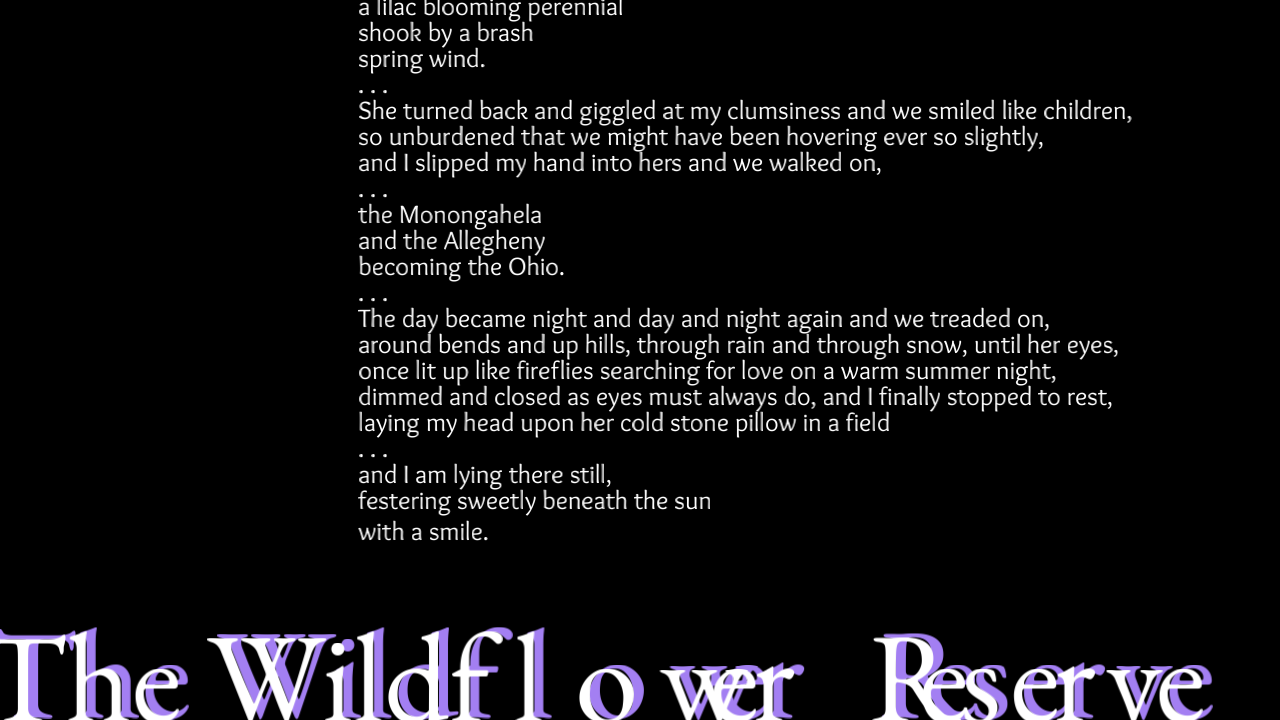 a lilac blooming perennial
shook by a brash
spring wind.
. . .
She turned back and giggled at my clumsiness and we smiled like children,
so unburdened that we might have been hovering ever so slightly,
and I slipped my hand into hers and we walked on,
. . .
the Monongahela
and the Allegheny
becoming the Ohio.
. . .
The day became night and day and night again and we treaded on,
around bends and up hills, through rain and through snow, until her eyes,
once lit up like fireflies searching for love on a warm summer night,
dimmed and closed as eyes must always do, and I finally stopped to rest,
laying my head upon her cold stone pillow in a field
. . .
and I am lying there still,
festering sweetly beneath the sun
with a smile.
The Wildflower Reserve